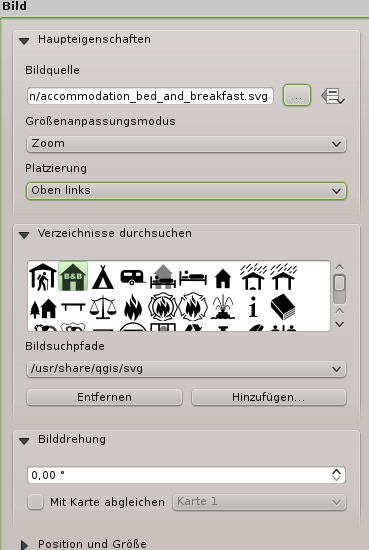 Bild
Haupteigenschaften
Bildquelle
n/accommodation_bed_and_breakfast.svg
...
Größenanpassungsmodus
Zoom
Platzierung
Oben links
Verzeichnisse durchsuchen
B&B
Bildsuchpfade
/usr/share/qgis/svg
Entfernen
Hinzufügen...
Bilddrehung
0,00 °
Mit Karte abgleichen
Karte 1
Position und Größe